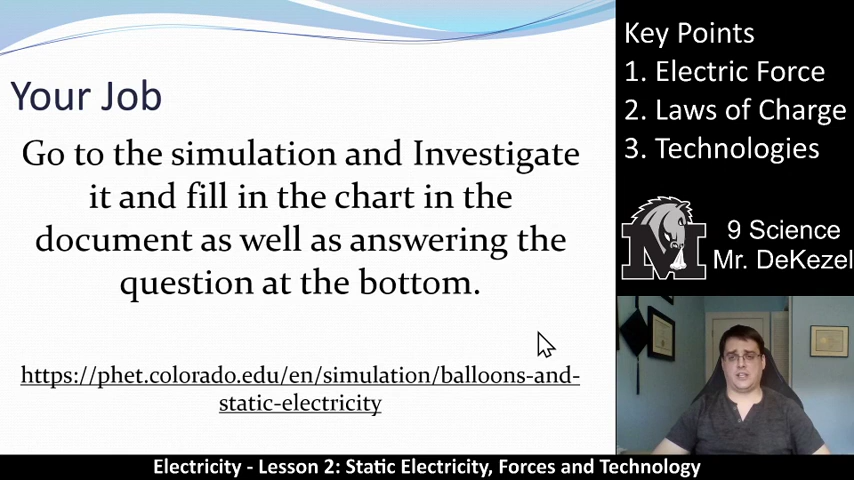 Your Job
Go to the simulation and Investigate
it and fill in the chart in the
document as well as answering the
question at the bottom.
https://phet.colorado.edu/en/simulation/balloons-and-
static-electricity
Key Points
1. Electric Force
2. Laws of Charge
3. Technologies
M
9 Science
Mr. DeKezel
Electricity - Lesson 2: Static Electricity, Forces and Technology